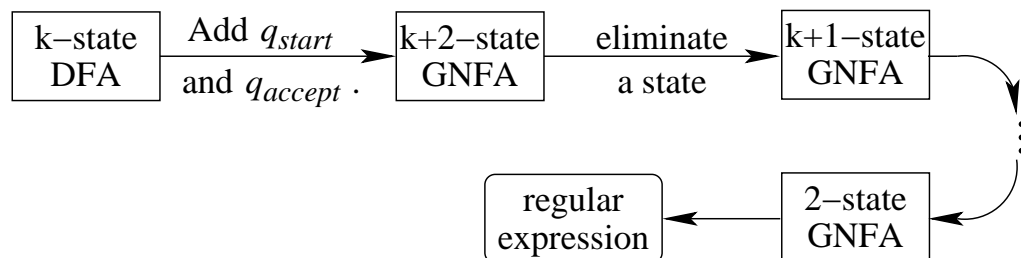 k–state
DFA
Add q_start
and q_accept .
k+2–state
GNFA
eliminate
a state
k+1–state
GNFA
2–state
GNFA
regular
expression